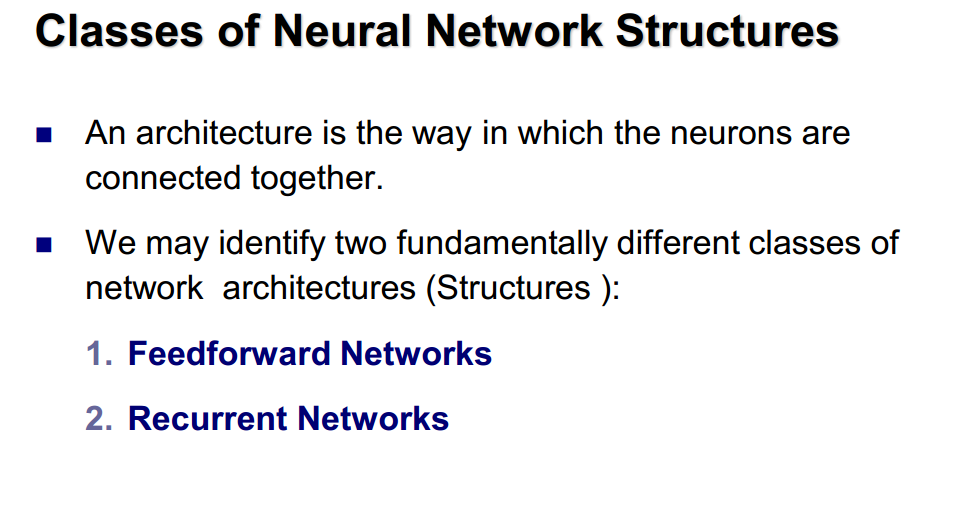 Classes of Neural Network Structures
An architecture is the way in which the neurons are
connected together.
We may identify two fundamentally different classes of
network  architectures (Structures ):
1. Feedforward Networks
2. Recurrent Networks